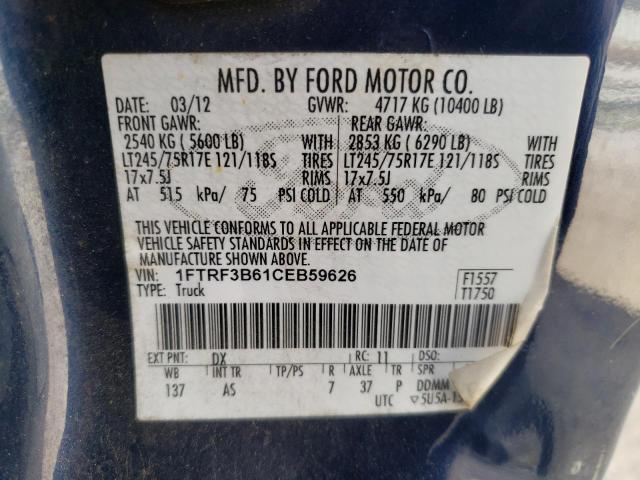 MFD. BY FORD MOTOR CO.
DATE: 03/12 GVWR: 4717 KG (10400 LB)
FRONT GAWR: REAR GAWR:
2540 KG ( 5600 LB) WITH 2853 KG ( 6290 LB) WITH
LT245/75R17E 121/118S TIRES LT245/75R17E 121/118S TIRES
17x7.5J RIMS 17x7.5J RIMS
AT 515 kPa/ 75 PSI COLD AT 550 kPa/ 80 PSI COLD
THIS VEHICLE CONFORMS TO ALL APPLICABLE FEDERAL MOTOR
VEHICLE SAFETY STANDARDS IN EFFECT ON THE DATE OF
MANUFACTURE SHOWN ABOVE.
VIN: 1FTRF3B61CEB59626 F1557
TYPE: Truck T1750
EXT PNT: DX RC: 11 DSO:
WB INT TR TP/PS R AXLE TR SPR
137 AS 7 37 P DDMM
UTC ▽5U5A-